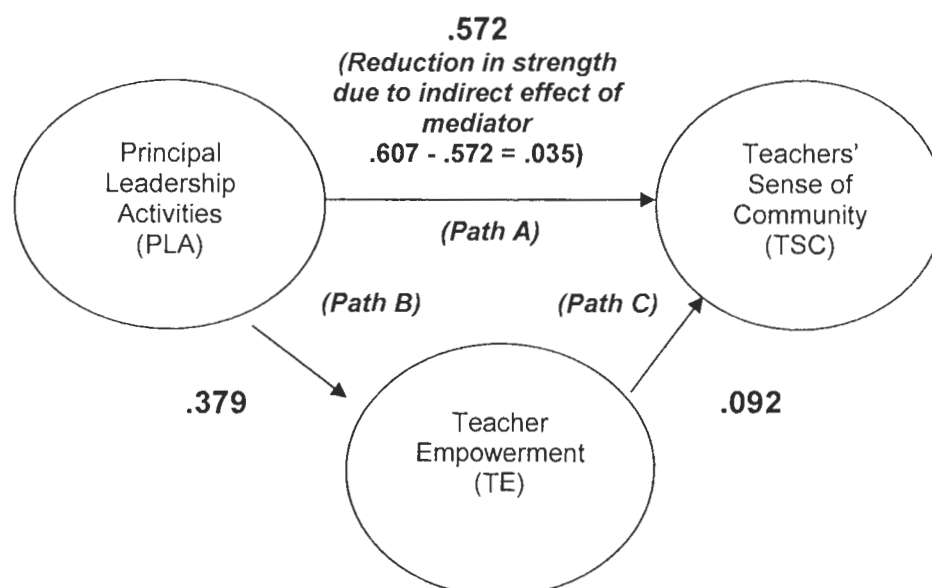 .572
(Reduction in strength
due to indirect effect of
mediator
.607 - .572 = .035)
Principal
Leadership
Activities
(PLA)
Teachers'
Sense of
Community
(TSC)
(Path A)
(Path B)
(Path C)
.379
.092
Teacher
Empowerment
(TE)